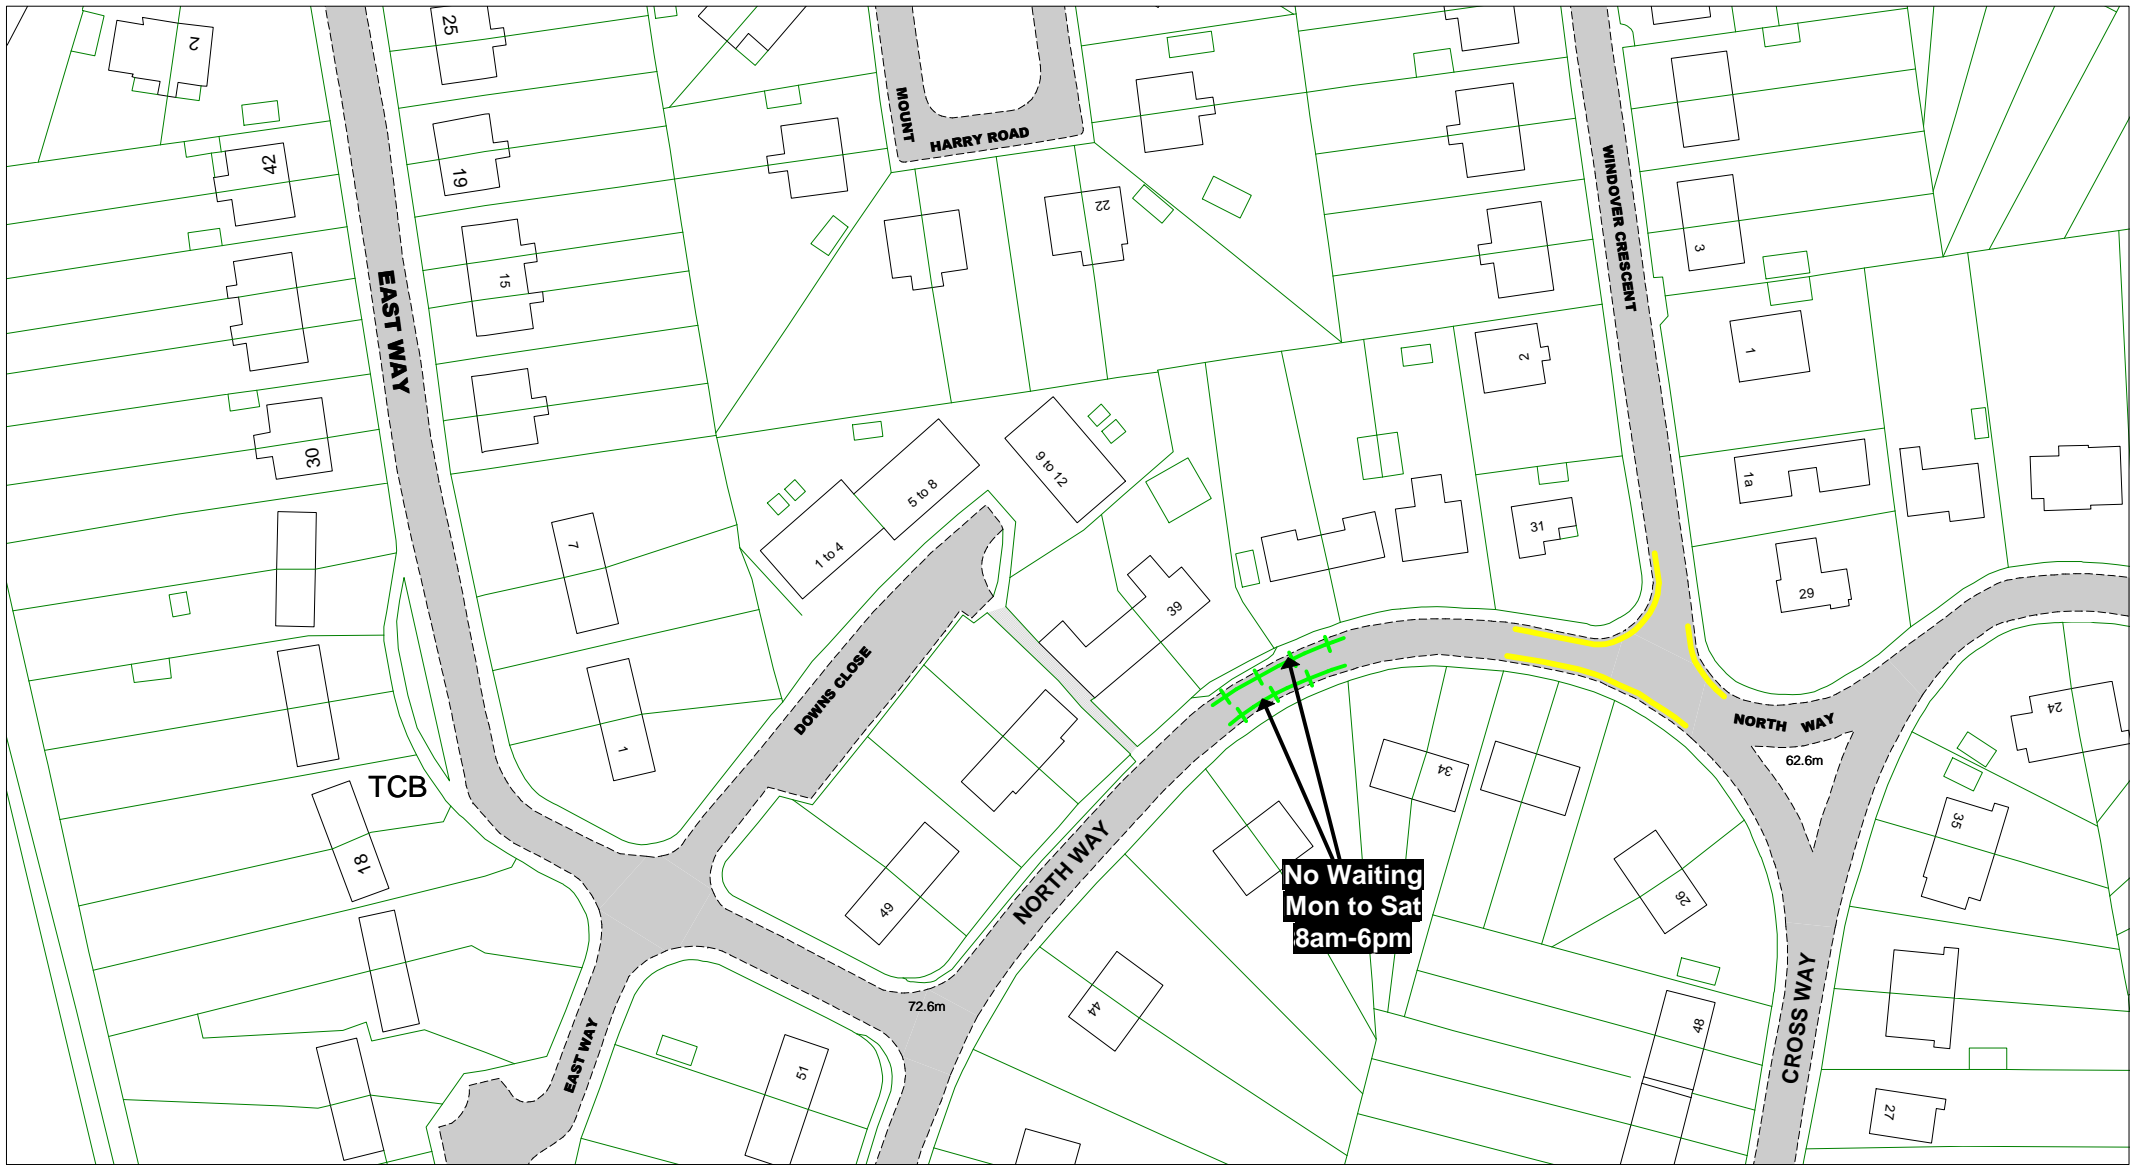 2
25
42
19
15
30
EAST WAY
MOUNT
HARRY ROAD
22
WINDOVER CRESCENT
3
1
2
1a
31
29
7
1
1 to 4
5 to 8
9 to 12
39
DOWNS CLOSE
TCB
18
49
NORTH WAY
34
NORTH WAY
62.6m
24
35
26
No Waiting
Mon to Sat
8am-6pm
44
72.6m
EAST WAY
51
48
CROSS WAY
27